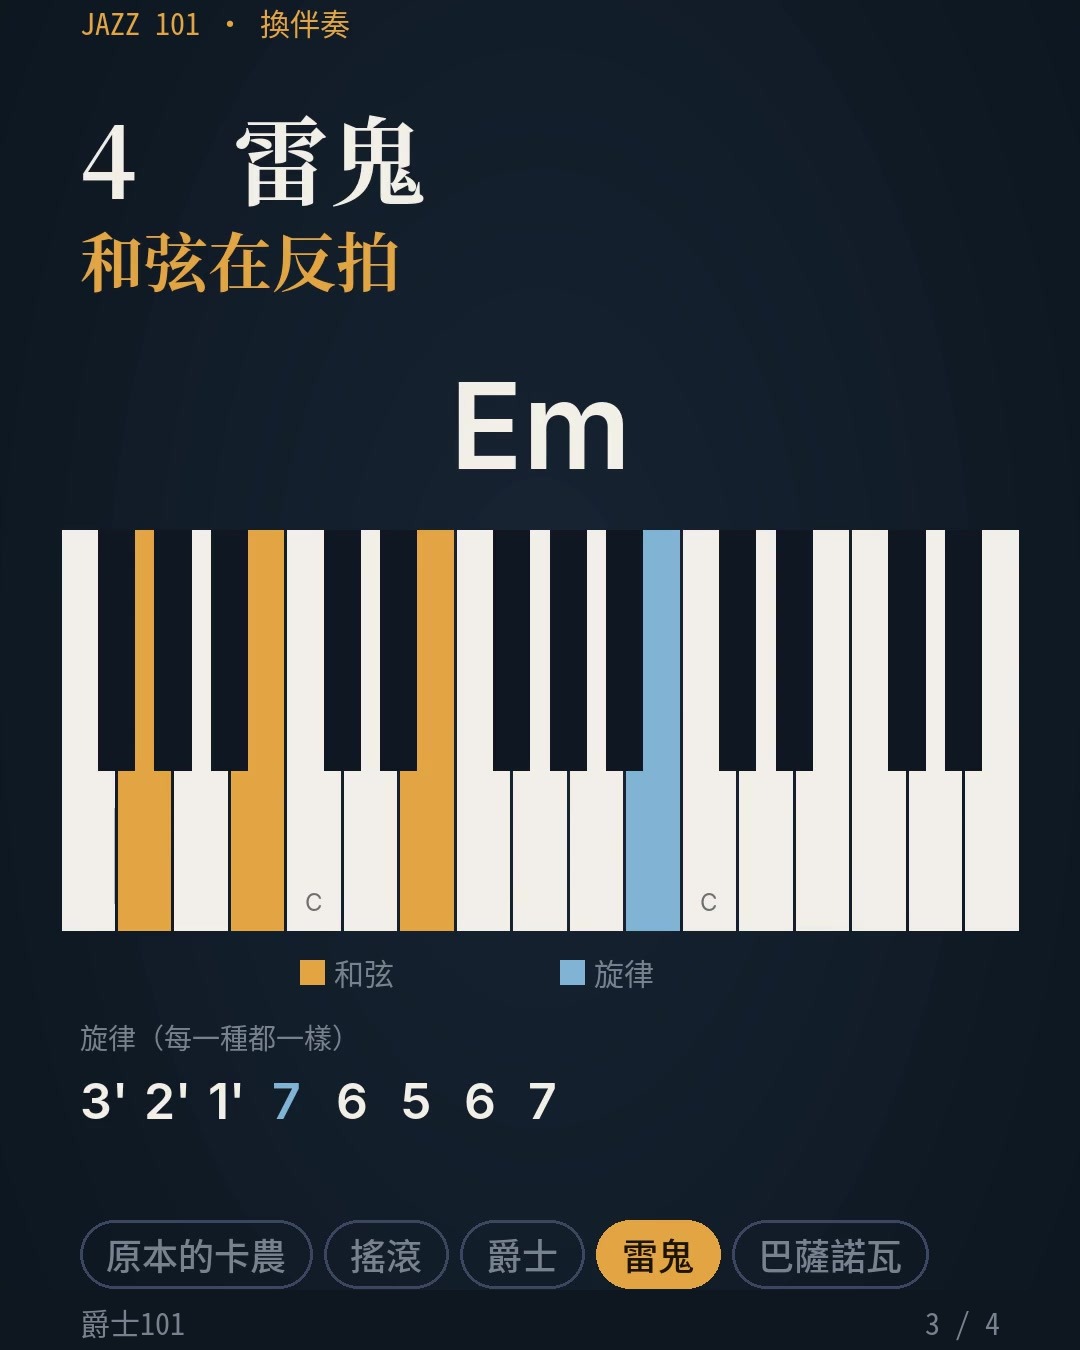 JAZZ 101 · 換伴奏
4 雷鬼
和弦在反拍
Em
C C
和弦 旋律
旋律（每一種都一樣）
3' 2' 1' 7 6 5 6 7
原本的卡農 搖滾 爵士 雷鬼 巴薩諾瓦
爵士101 3 / 4